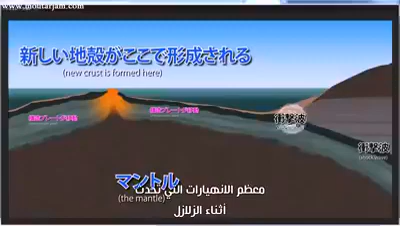 www.moutarjam.com
新しい地殻がここで形成される
(new crust is formed here)
衝撃波
衝撃波
(shock wave)
マントル
(the mantle)
معظم الانهيارات التي تحدث
أثناء الزلازل